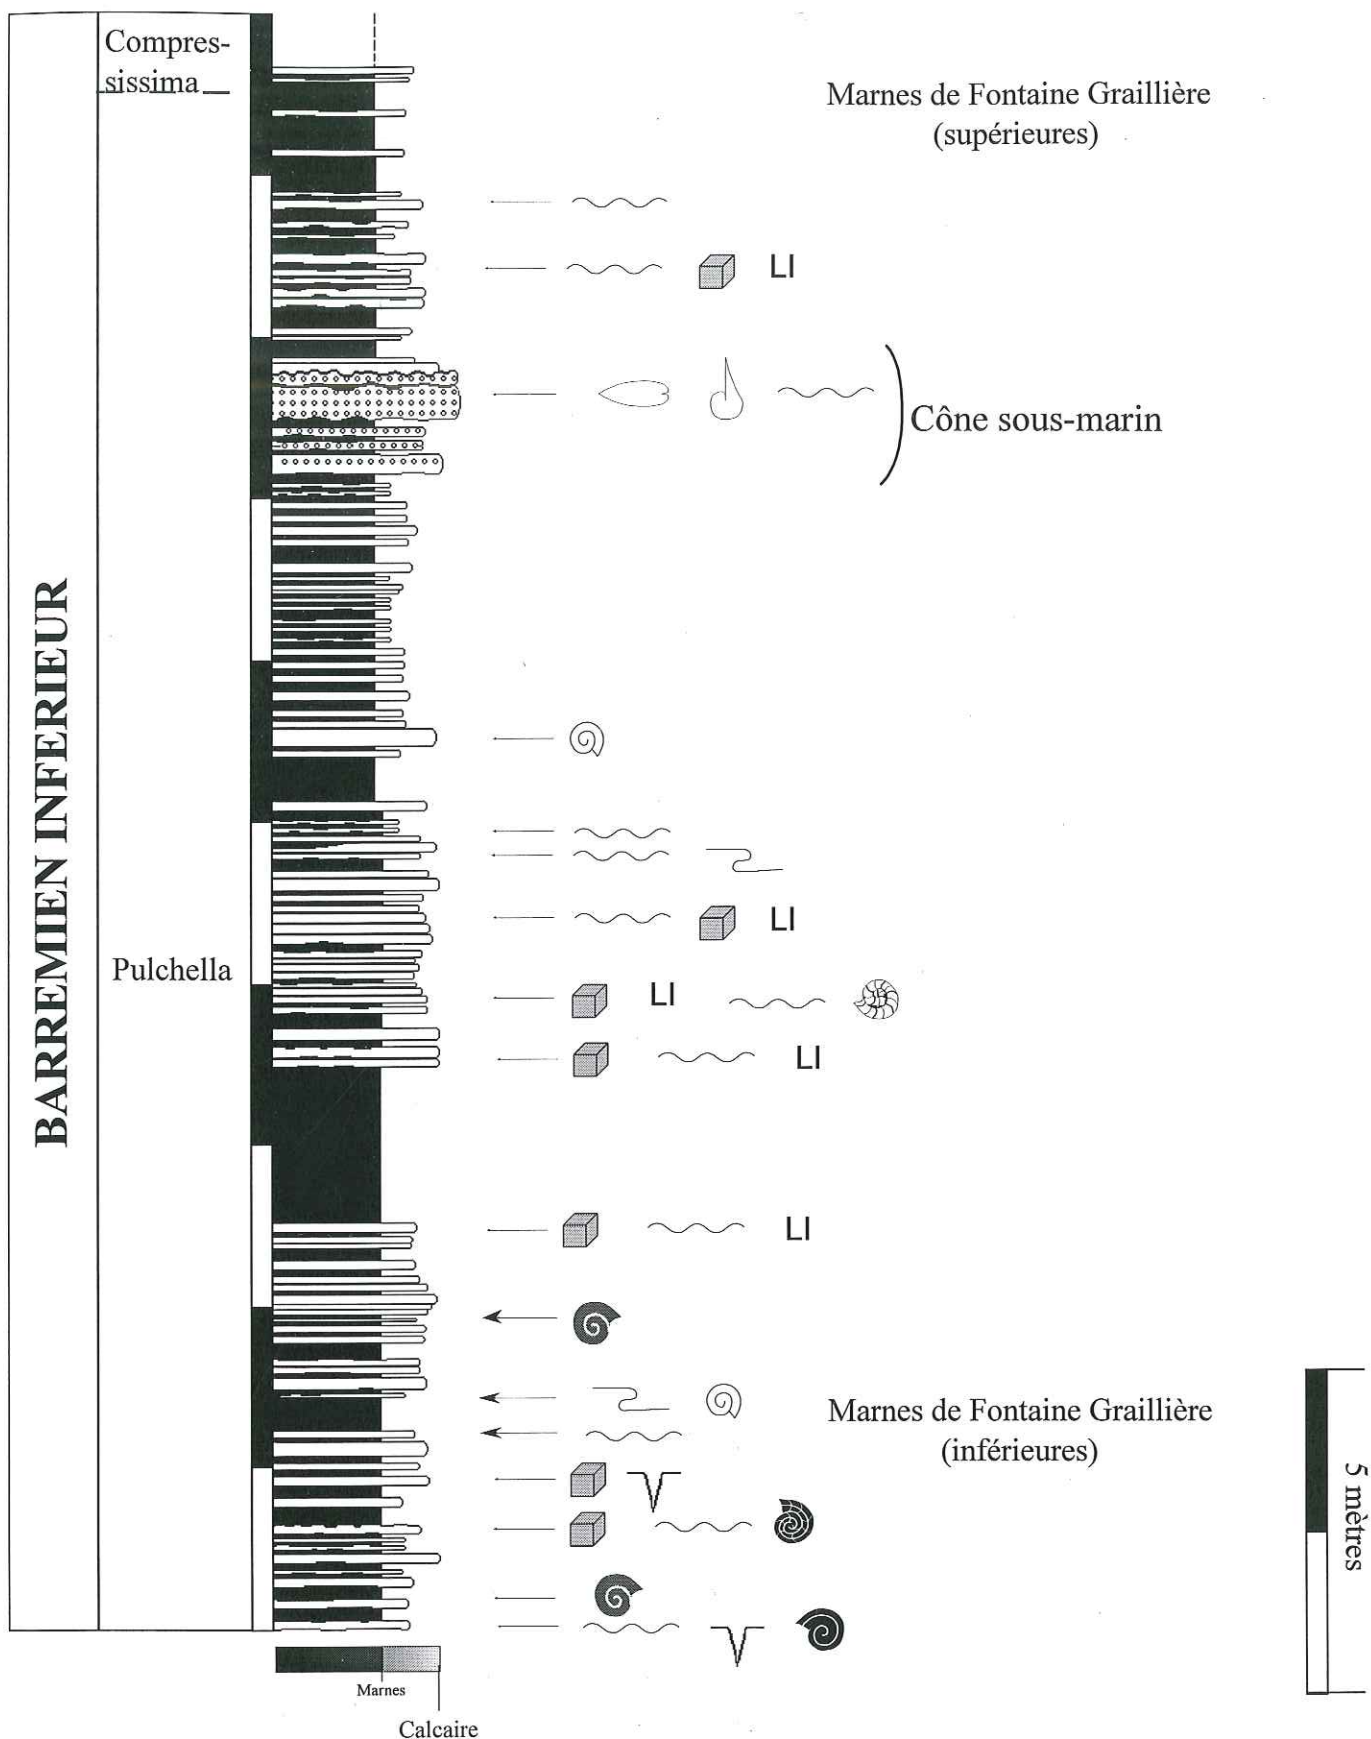 Compres-
sissima
Marnes de Fontaine Graillière
(supérieures)
LI
Cône sous-marin
BARREMIEN INFERIEUR
LI
Pulchella
LI
LI
LI
Marnes de Fontaine Graillière
(inférieures)
5 mètres
Marnes
Calcaire